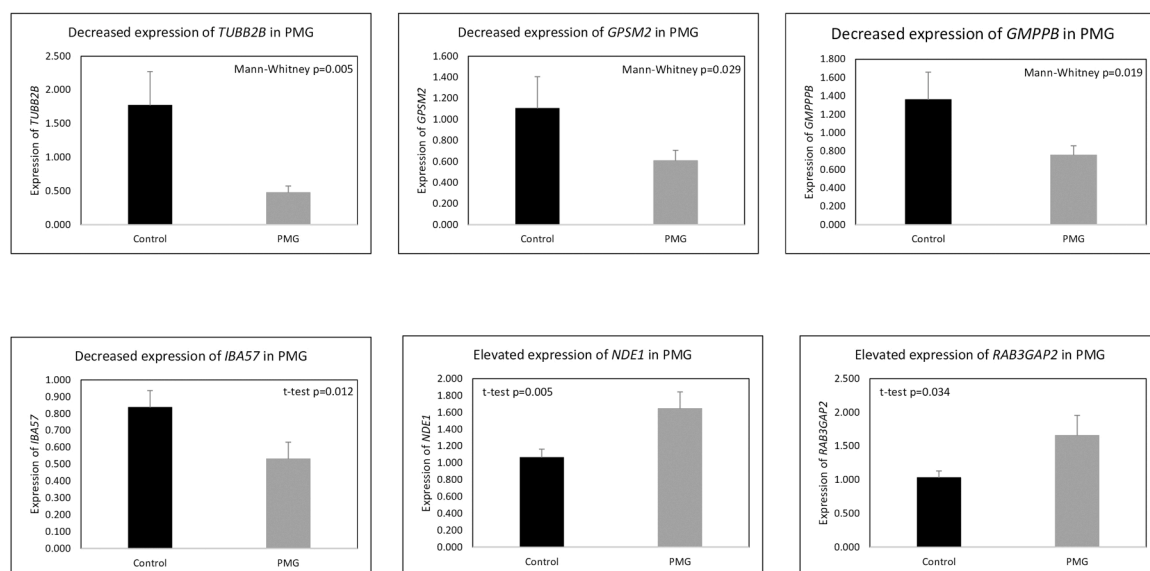 Decreased expression of TUBB2B in PMG
Mann-Whitney p=0.005
Expression of TUBB2B
2.500
2.000
1.500
1.000
0.500
0.000
Control
PMG
Decreased expression of GPSM2 in PMG
Mann-Whitney p=0.029
Expression of GPSM2
1.600
1.400
1.200
1.000
0.800
0.600
0.400
0.200
0.000
Control
PMG
Decreased expression of GMPPB in PMG
Mann-Whitney p=0.019
Expression of GMPPPB
1.800
1.600
1.400
1.200
1.000
0.800
0.600
0.400
0.200
0.000
Control
PMG
Decreased expression of IBA57 in PMG
t-test p=0.012
Expression of IBA57
1.000
0.900
0.800
0.700
0.600
0.500
0.400
0.300
0.200
0.100
0.000
Control
PMG
Elevated expression of NDE1 in PMG
t-test p=0.005
Expression of NDE1
2.000
1.800
1.600
1.400
1.200
1.000
0.800
0.600
0.400
0.200
0.000
Control
PMG
Elevated expression of RAB3GAP2 in PMG
t-test p=0.034
Expression of RAB3GAP2
2.500
2.000
1.500
1.000
0.500
0.000
Control
PMG